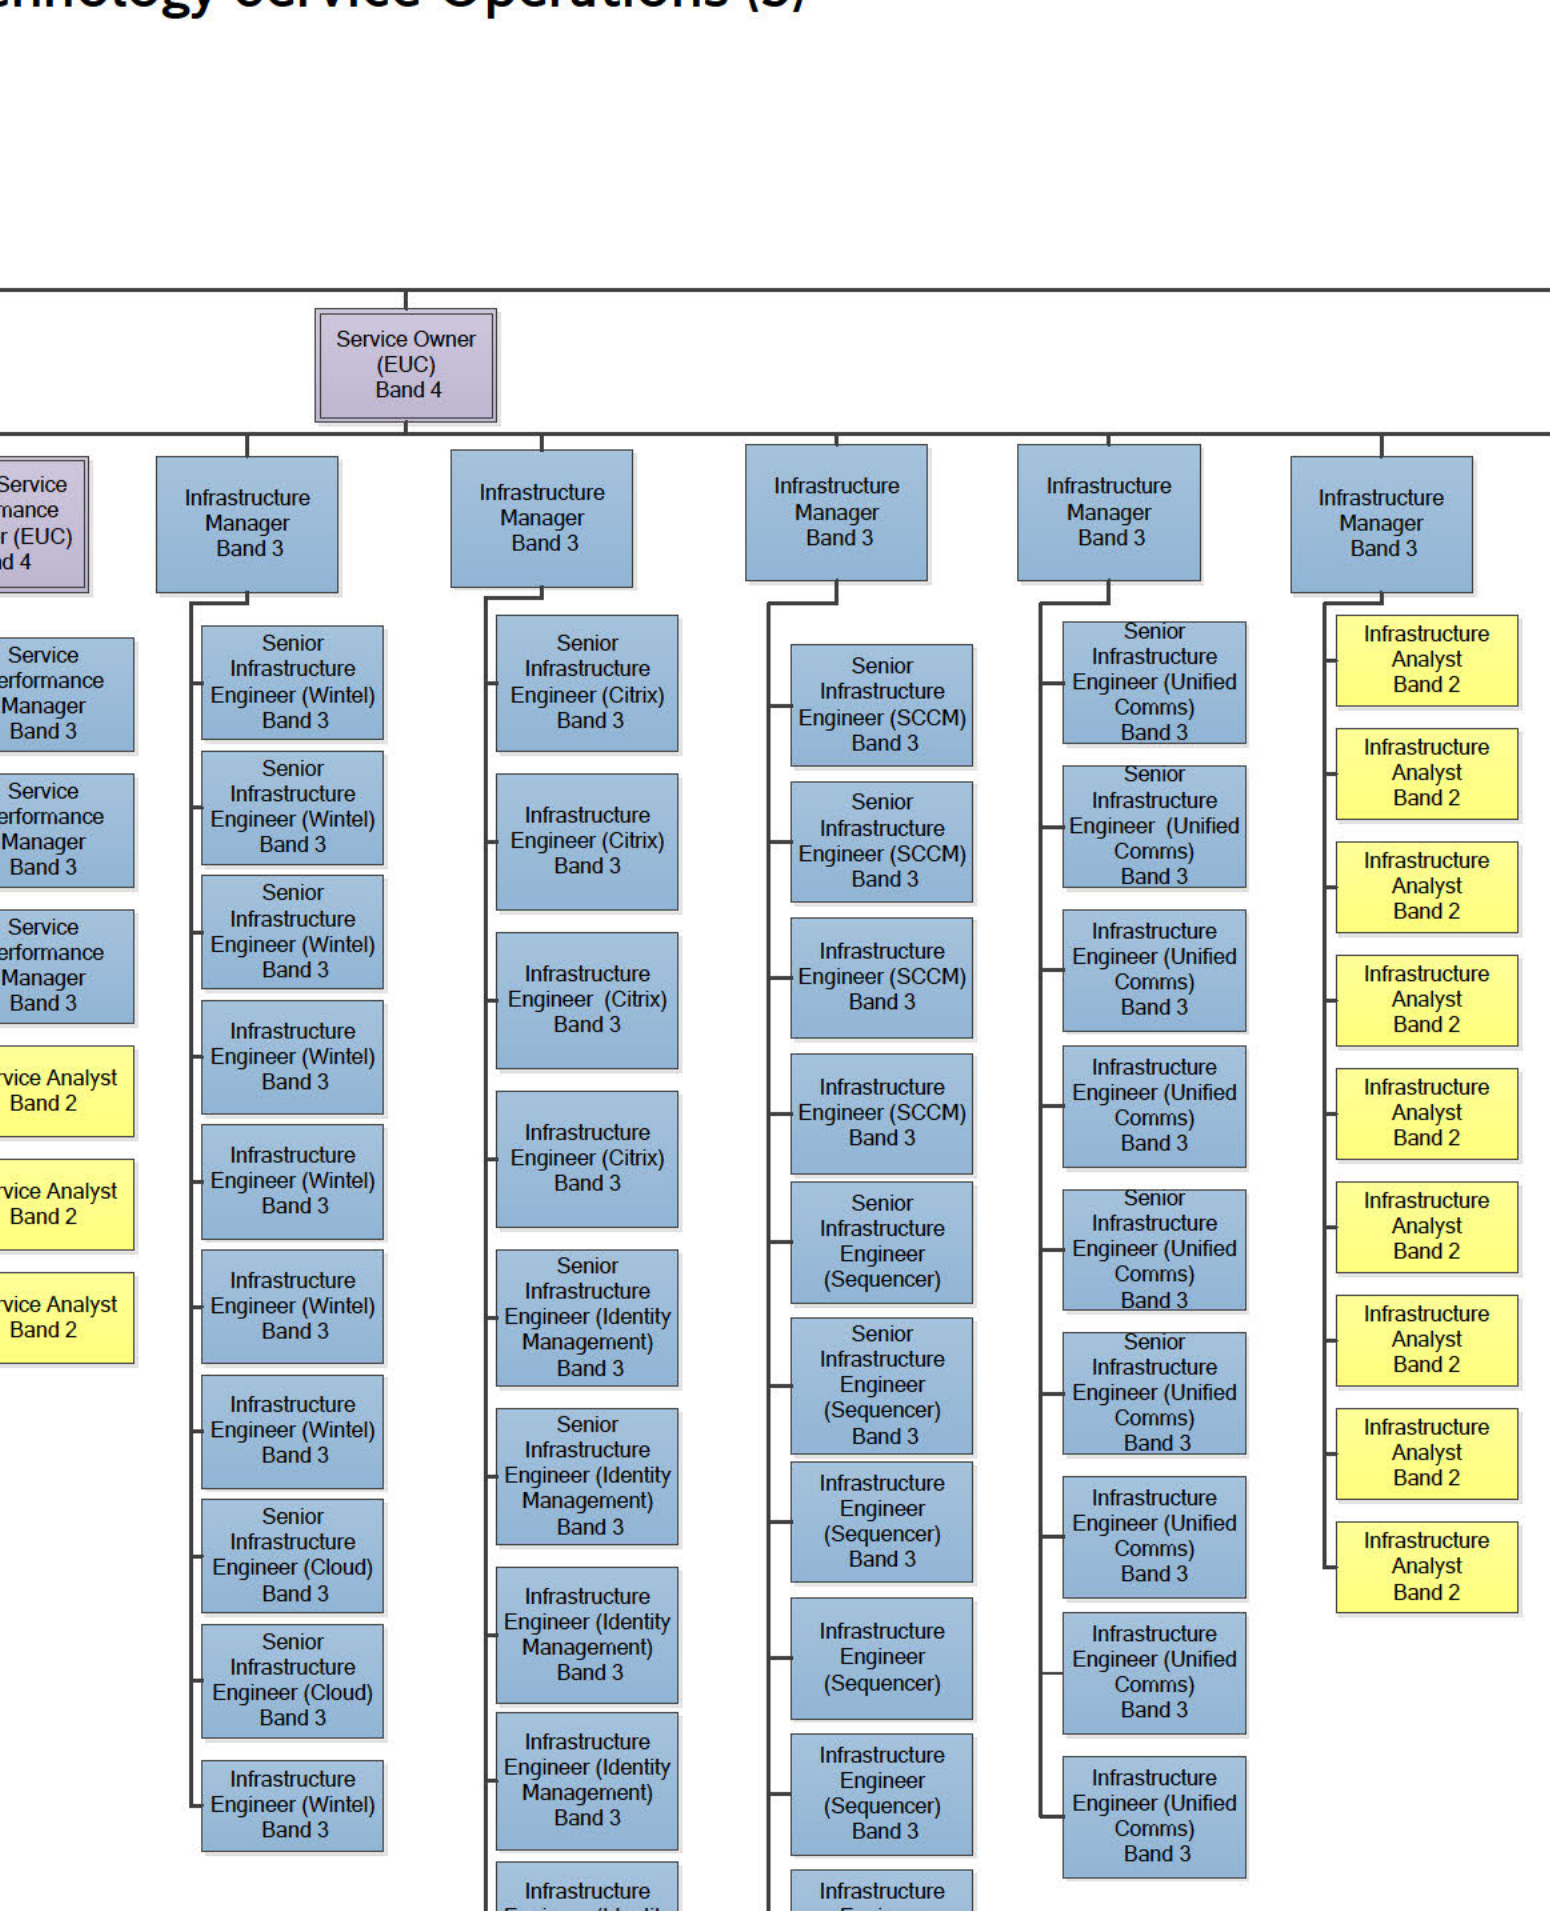 Service Operations (3)
Service Owner
(EUC)
Band 4
Service
(EUC)
4
Service
Manager
Band 3
Service
Manager
Band 3
Service
Manager
Band 3
Analyst
Band 2
Analyst
Band 2
Analyst
Band 2
Infrastructure
Manager
Band 3
Senior
Infrastructure
Engineer (Wintel)
Band 3
Senior
Infrastructure
Engineer (Wintel)
Band 3
Senior
Infrastructure
Engineer (Wintel)
Band 3
Infrastructure
Engineer (Wintel)
Band 3
Infrastructure
Engineer (Wintel)
Band 3
Infrastructure
Engineer (Wintel)
Band 3
Infrastructure
Engineer (Wintel)
Band 3
Senior
Infrastructure
Engineer (Cloud)
Band 3
Senior
Infrastructure
Engineer (Cloud)
Band 3
Infrastructure
Engineer (Wintel)
Band 3
Infrastructure
Manager
Band 3
Senior
Infrastructure
Engineer (Citrix)
Band 3
Infrastructure
Engineer (Citrix)
Band 3
Infrastructure
Engineer (Citrix)
Band 3
Infrastructure
Engineer (Citrix)
Band 3
Senior
Infrastructure
Engineer (Identity
Management)
Band 3
Senior
Infrastructure
Engineer (Identity
Management)
Band 3
Infrastructure
Engineer (Identity
Management)
Band 3
Infrastructure
Engineer (Identity
Management)
Band 3
Infrastructure
Infrastructure
Manager
Band 3
Senior
Infrastructure
Engineer (SCCM)
Band 3
Senior
Infrastructure
Engineer (SCCM)
Band 3
Infrastructure
Engineer (SCCM)
Band 3
Infrastructure
Engineer (SCCM)
Band 3
Senior
Infrastructure
Engineer
(Sequencer)
Senior
Infrastructure
Engineer
(Sequencer)
Band 3
Infrastructure
Engineer
(Sequencer)
Band 3
Infrastructure
Engineer
(Sequencer)
Infrastructure
Engineer
(Sequencer)
Band 3
Infrastructure
Infrastructure
Manager
Band 3
Senior
Infrastructure
Engineer (Unified
Comms)
Band 3
Senior
Infrastructure
Engineer (Unified
Comms)
Band 3
Infrastructure
Engineer (Unified
Comms)
Band 3
Infrastructure
Engineer (Unified
Comms)
Band 3
Senior
Infrastructure
Engineer (Unified
Comms)
Band 3
Senior
Infrastructure
Engineer (Unified
Comms)
Band 3
Infrastructure
Engineer (Unified
Comms)
Band 3
Infrastructure
Engineer (Unified
Comms)
Band 3
Infrastructure
Engineer (Unified
Comms)
Band 3
Infrastructure
Manager
Band 3
Infrastructure
Analyst
Band 2
Infrastructure
Analyst
Band 2
Infrastructure
Analyst
Band 2
Infrastructure
Analyst
Band 2
Infrastructure
Analyst
Band 2
Infrastructure
Analyst
Band 2
Infrastructure
Analyst
Band 2
Infrastructure
Analyst
Band 2
Infrastructure
Analyst
Band 2